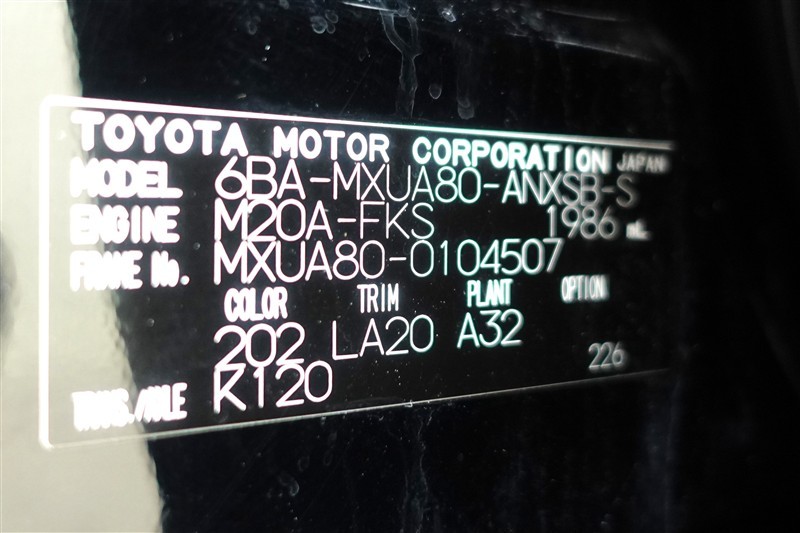 TOYOTA MOTOR CORPORATION JAPAN
MODEL 6BA-MXUA80-ANXSB-S
ENGINE M20A-FKS 1986 mL
FRAME No. MXUA80-0104507
COLOR TRIM PLANT OPTION
202 LA20 A32
226
TRANS./AXLE K120